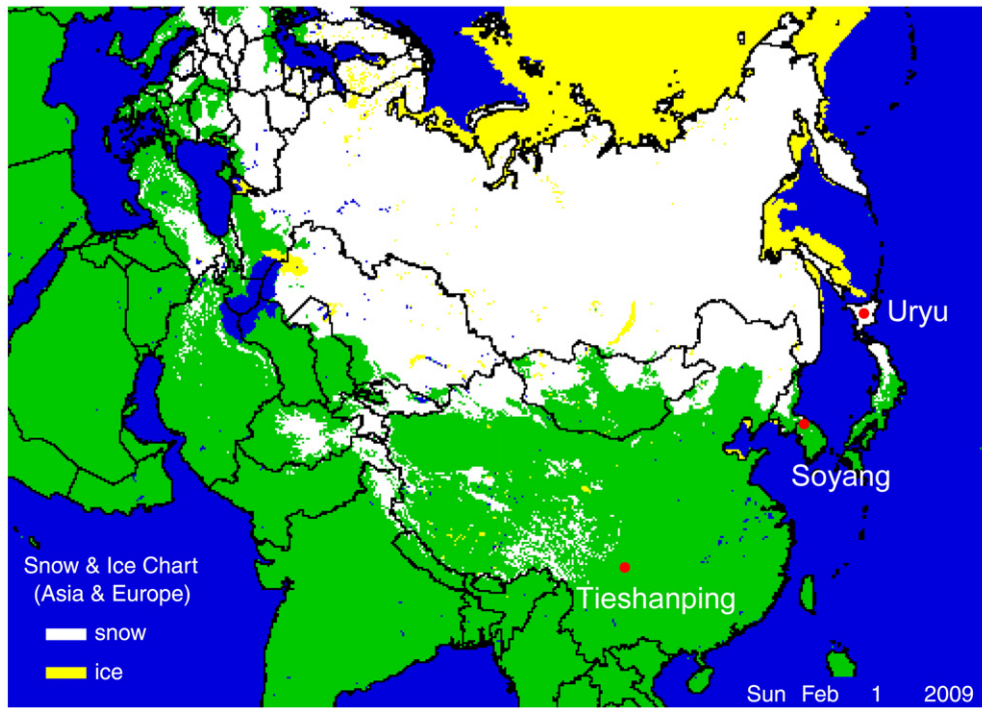 Uryu
Soyang
Tieshanping
Snow & Ice Chart
(Asia & Europe)
snow
ice
Sun Feb 1 2009